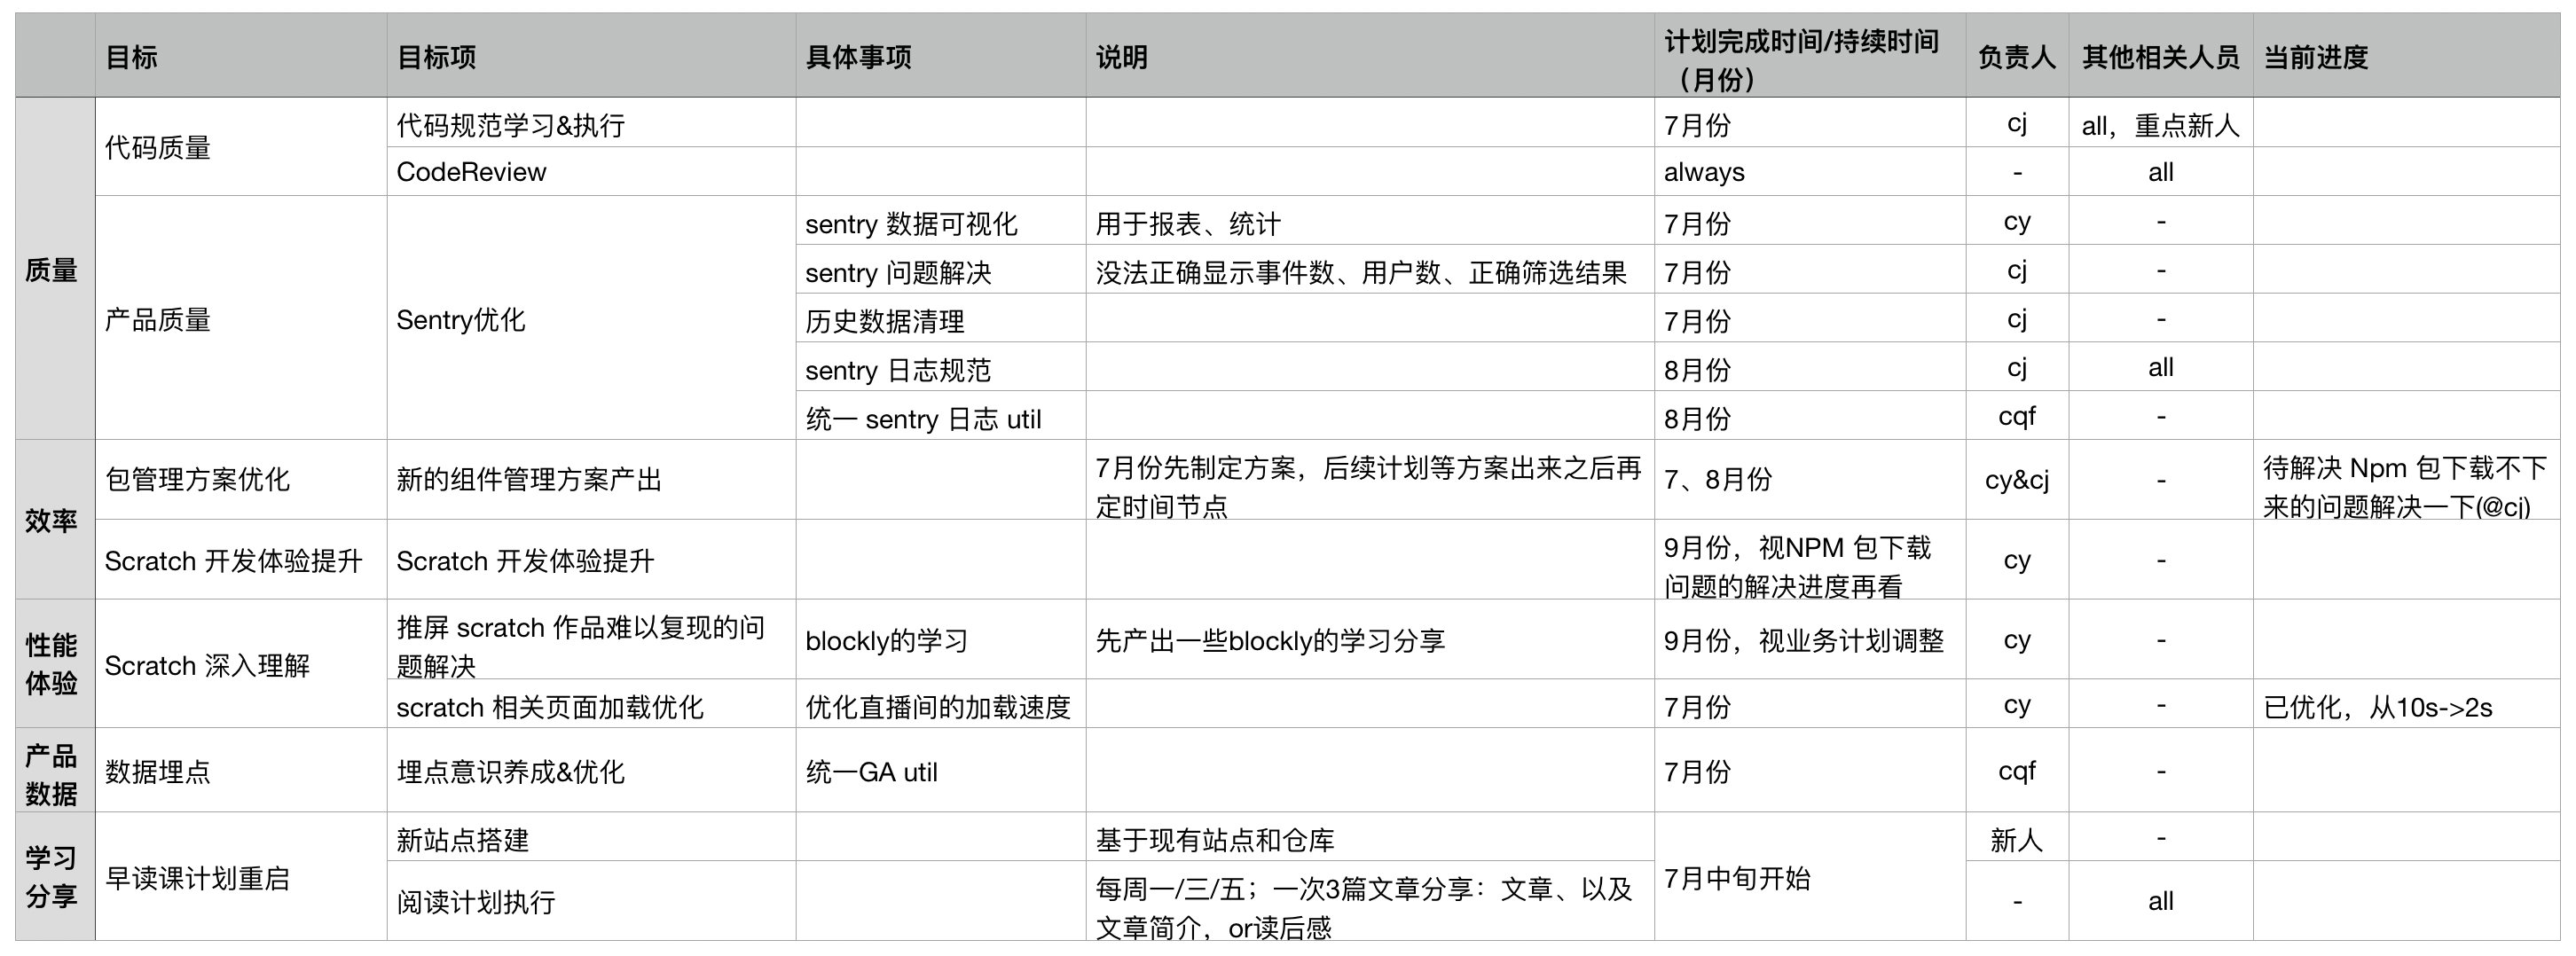 目标 目标项 具体事项 说明 计划完成时间/持续时间（月份） 负责人 其他相关人员 当前进度
质量 代码质量 代码规范学习&执行 7月份 cj all，重点新人
CodeReview always - all
产品质量 Sentry优化 sentry 数据可视化 用于报表、统计 7月份 cy -
sentry 问题解决 没法正确显示事件数、用户数、正确筛选结果 7月份 cj -
历史数据清理 7月份 cj -
sentry 日志规范 8月份 cj all
统一 sentry 日志 util 8月份 cqf -
效率 包管理方案优化 新的组件管理方案产出 7月份先制定方案，后续计划等方案出来之后再定时间节点 7、8月份 cy&cj - 待解决 Npm 包下载不下来的问题解决一下(@cj)
Scratch 开发体验提升 Scratch 开发体验提升 9月份，视NPM 包下载问题的解决进度再看 cy -
性能体验 Scratch 深入理解 推屏 scratch 作品难以复现的问题解决 blockly的学习 先产出一些blockly的学习分享 9月份，视业务计划调整 cy -
scratch 相关页面加载优化 优化直播间的加载速度 7月份 cy - 已优化，从10s->2s
产品数据 数据埋点 埋点意识养成&优化 统一GA util 7月份 cqf -
学习分享 早读课计划重启 新站点搭建 基于现有站点和仓库 7月中旬开始 新人 -
阅读计划执行 每周一/三/五；一次3篇文章分享：文章、以及文章简介，or读后感 - all